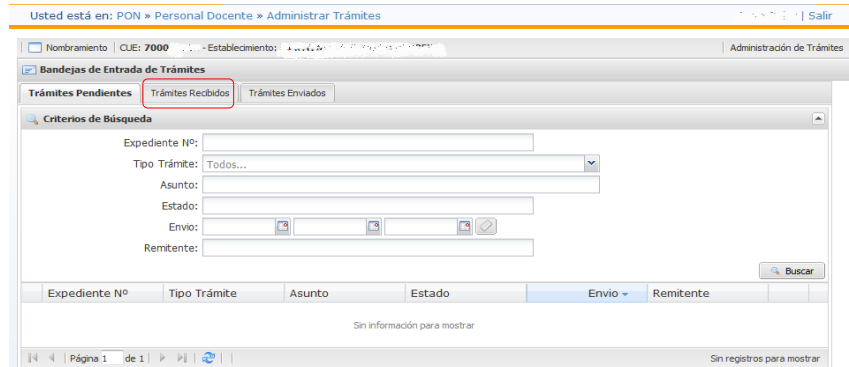 Usted está en: PON » Personal Docente » Administrar Trámites | Salir
Nombramiento | CUE: 7000 - Establecimiento: | Administración de Trámites
Bandejas de Entrada de Trámites
Trámites Pendientes Trámites Recibidos Trámites Enviados
Criterios de Búsqueda
Expediente Nº:
Tipo Trámite: Todos...
Asunto:
Estado:
Envio:
Remitente:
Buscar
Expediente Nº Tipo Trámite Asunto Estado Envio Remitente
Sin información para mostrar
Página 1 de 1 | Sin registros para mostrar